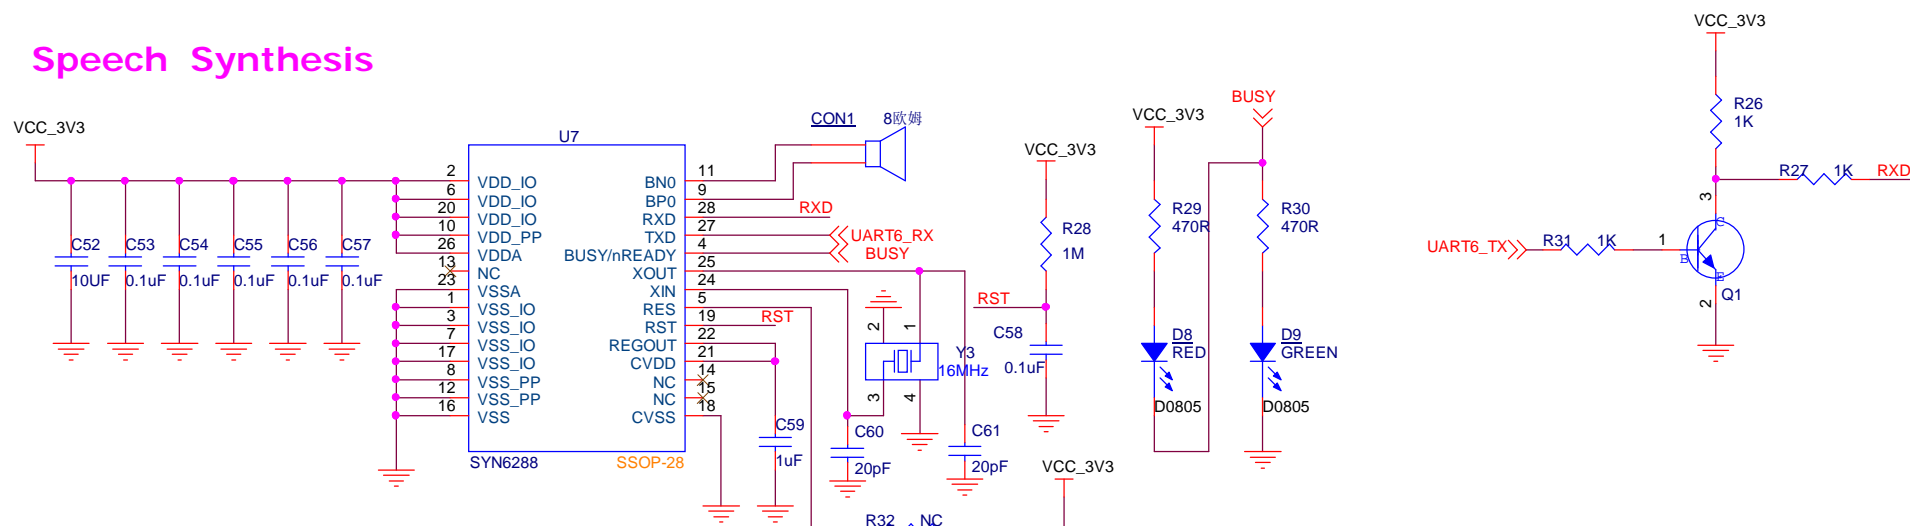 Speech Synthesis
VCC_3V3
C52
10UF
C53
0.1uF
C54
0.1uF
C55
0.1uF
C56
0.1uF
C57
0.1uF
U7
2 VDD_IO
6 VDD_IO
20 VDD_IO
10 VDD_PP
26 VDDA
13 NC
23 VSSA
1 VSS_IO
3 VSS_IO
7 VSS_IO
17 VSS_IO
8 VSS_PP
12 VSS_PP
16 VSS
BN0 11
BP0 9
RXD 28
TXD 27
BUSY/nREADY 4
XOUT 25
XIN 24
RES 5
RST 19
REGOUT 22
CVDD 21
NC 14
NC 15
CVSS 18
SYN6288
SSOP-28
CON1
8欧姆
RXD
UART6_RX
BUSY
RST
2
1
3
4
Y3
16MHz
C59
1uF
C60
20pF
C61
20pF
R32 NC
VCC_3V3
R28
1M
RST
C58
0.1uF
VCC_3V3
VCC_3V3
R29
470R
D8
RED
D0805
BUSY
R30
470R
D9
GREEN
D0805
VCC_3V3
R26
1K
R27 1K
RXD
3
C
UART6_TX
R31 1K
1
B
E
Q1
2